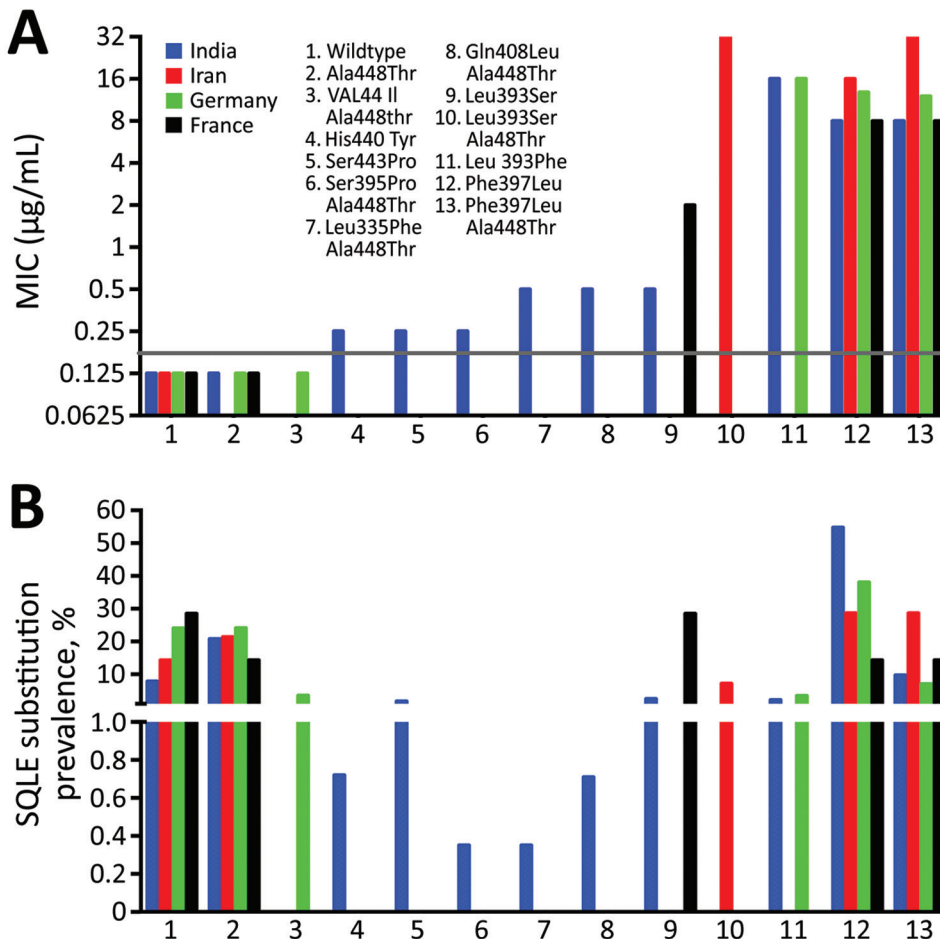 A
32
16
8
4
2
1
0.5
0.25
0.125
0.0625
MIC (µg/mL)
India
Iran
Germany
France
1. Wildtype
2. Ala448Thr
3. VAL44 Il
Ala448thr
4. His440 Tyr
5. Ser443Pro
6. Ser395Pro
Ala448Thr
7. Leu335Phe
Ala448Thr
8. Gln408Leu
Ala448Thr
9. Leu393Ser
10. Leu393Ser
Ala48Thr
11. Leu 393Phe
12. Phe397Leu
13. Phe397Leu
Ala448Thr
1 2 3 4 5 6 7 8 9 10 11 12 13
B
60
50
40
30
20
10
1.0
0.8
0.6
0.4
0.2
0
SQLE substitution
prevalence, %
1 2 3 4 5 6 7 8 9 10 11 12 13